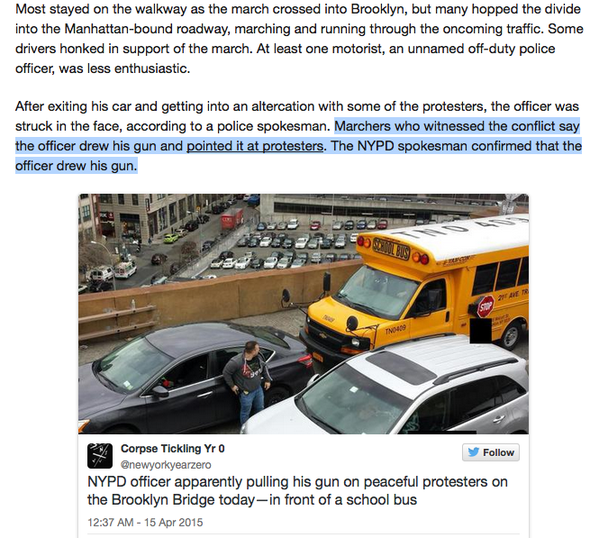 Most stayed on the walkway as the march crossed into Brooklyn, but many hopped the divide
into the Manhattan-bound roadway, marching and running through the oncoming traffic. Some
drivers honked in support of the march. At least one motorist, an unnamed off-duty police
officer, was less enthusiastic.
After exiting his car and getting into an altercation with some of the protesters, the officer was
struck in the face, according to a police spokesman. Marchers who witnessed the conflict say
the officer drew his gun and pointed it at protesters. The NYPD spokesman confirmed that the
officer drew his gun.
SCHOOL BUS
STOP
TN0409
Corpse Tickling Yr 0
@newyorkyearzero
Follow
NYPD officer apparently pulling his gun on peaceful protesters on
the Brooklyn Bridge today—in front of a school bus
12:37 AM - 15 Apr 2015